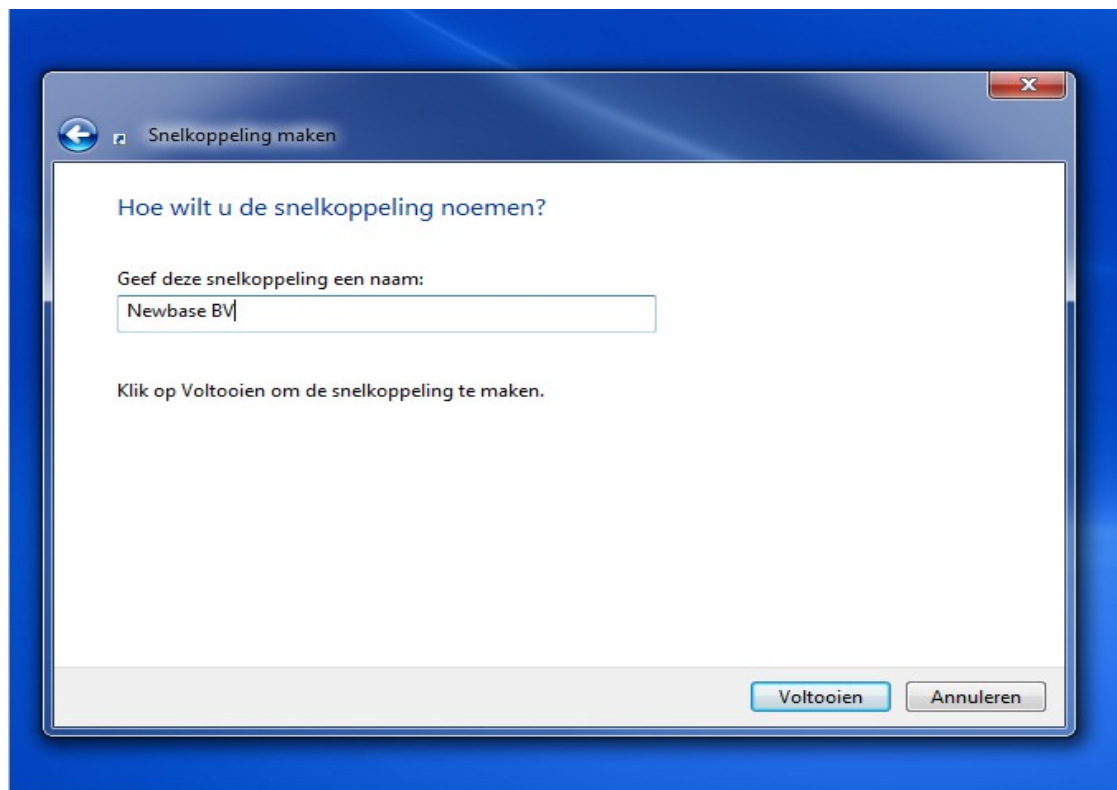 Snelkoppeling maken
Hoe wilt u de snelkoppeling noemen?
Geef deze snelkoppeling een naam:
Newbase BV
Klik op Voltooien om de snelkoppeling te maken.
Voltooien
Annuleren